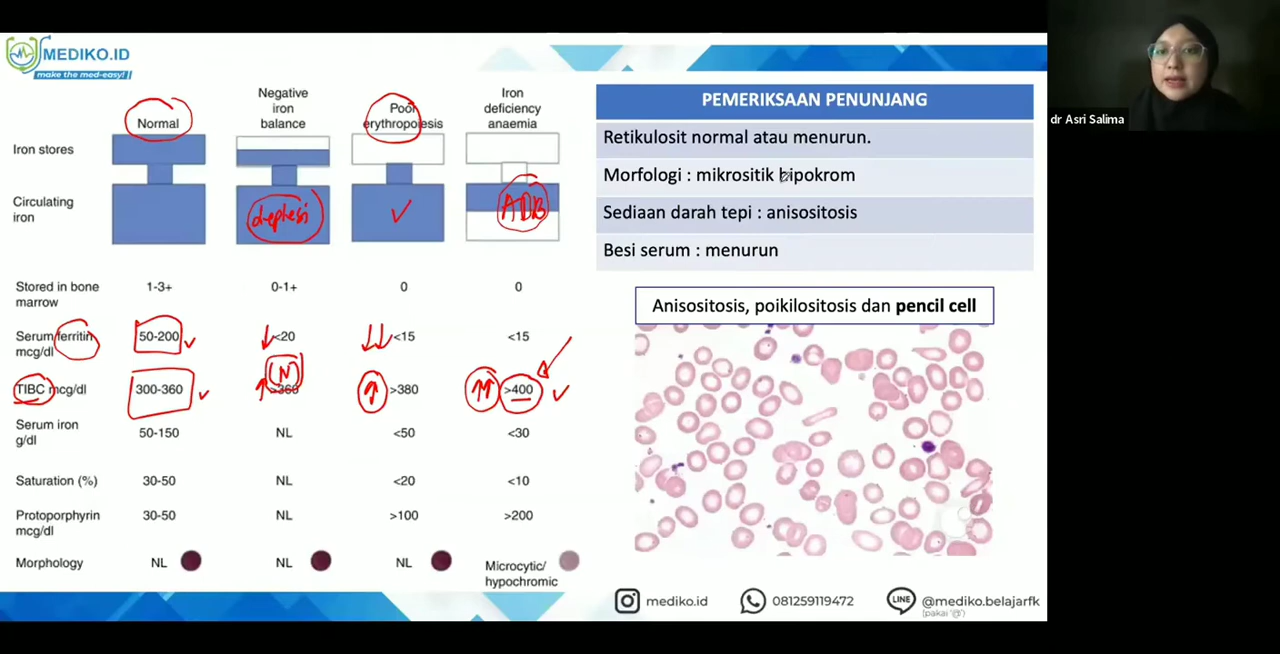 MEDIKO.ID
make the med-easy!
Normal
Negative
iron
balance
Poor
erythropoiesis
Iron
deficiency
anaemia
Iron stores
Circulating
iron
deplesi
ADB
Stored in bone
marrow
1-3+
0-1+
0
0
Serum ferritin
mcg/dl
50-200
<20
<15
<15
N
TIBC mcg/dl
300-360
>360
>380
>400
Serum iron
g/dl
50-150
NL
<50
<30
Saturation (%)
30-50
NL
<20
<10
Protoporphyrin
mcg/dl
30-50
NL
>100
>200
Morphology
NL
NL
NL
Microcytic/
hypochromic
PEMERIKSAAN PENUNJANG
Retikulosit normal atau menurun.
Morfologi : mikrositik hipokrom
Sediaan darah tepi : anisositosis
Besi serum : menurun
Anisositosis, poikilositosis dan pencil cell
mediko.id
081259119472
LINE
@mediko.belajarfk
(pakai '@')
dr Asri Salima